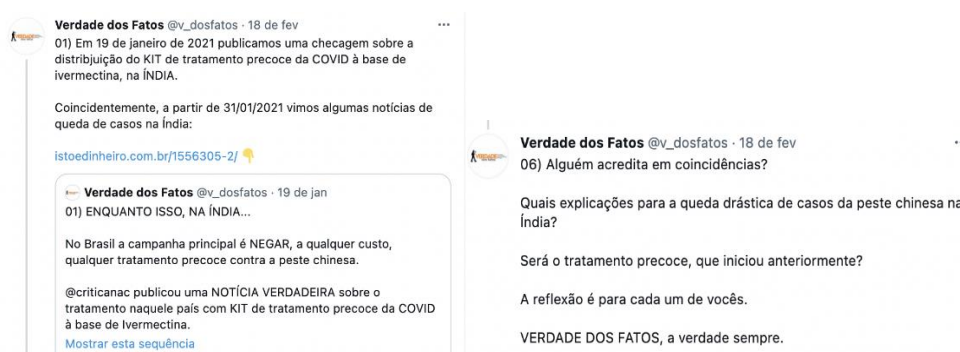 Verdade dos Fatos @v_dosfatos · 18 de fev
01) Em 19 de janeiro de 2021 publicamos uma checagem sobre a
distribjuição do KIT de tratamento precoce da COVID à base de
ivermectina, na ÍNDIA.
Coincidentemente, a partir de 31/01/2021 vimos algumas notícias de
queda de casos na Índia:
istoedinheiro.com.br/1556305-2/ 👇
Verdade dos Fatos @v_dosfatos · 19 de jan
01) ENQUANTO ISSO, NA ÍNDIA...
No Brasil a campanha principal é NEGAR, a qualquer custo,
qualquer tratamento precoce contra a peste chinesa.
@criticanac publicou uma NOTÍCIA VERDADEIRA sobre o
tratamento naquele país com KIT de tratamento precoce da COVID
à base de Ivermectina.
Mostrar esta sequência
Verdade dos Fatos @v_dosfatos · 18 de fev
06) Alguém acredita em coincidências?
Quais explicações para a queda drástica de casos da peste chinesa na
Índia?
Será o tratamento precoce, que iniciou anteriormente?
A reflexão é para cada um de vocês.
VERDADE DOS FATOS, a verdade sempre.